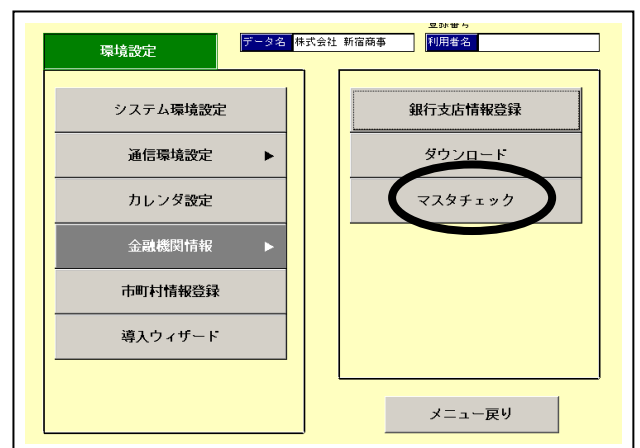 登録番号
環境設定
データ名 株式会社 新宿商事 利用者名
システム環境設定
通信環境設定 ▶
カレンダ設定
金融機関情報 ▶
市町村情報登録
導入ウィザード
銀行支店情報登録
ダウンロード
マスタチェック
メニュー戻り